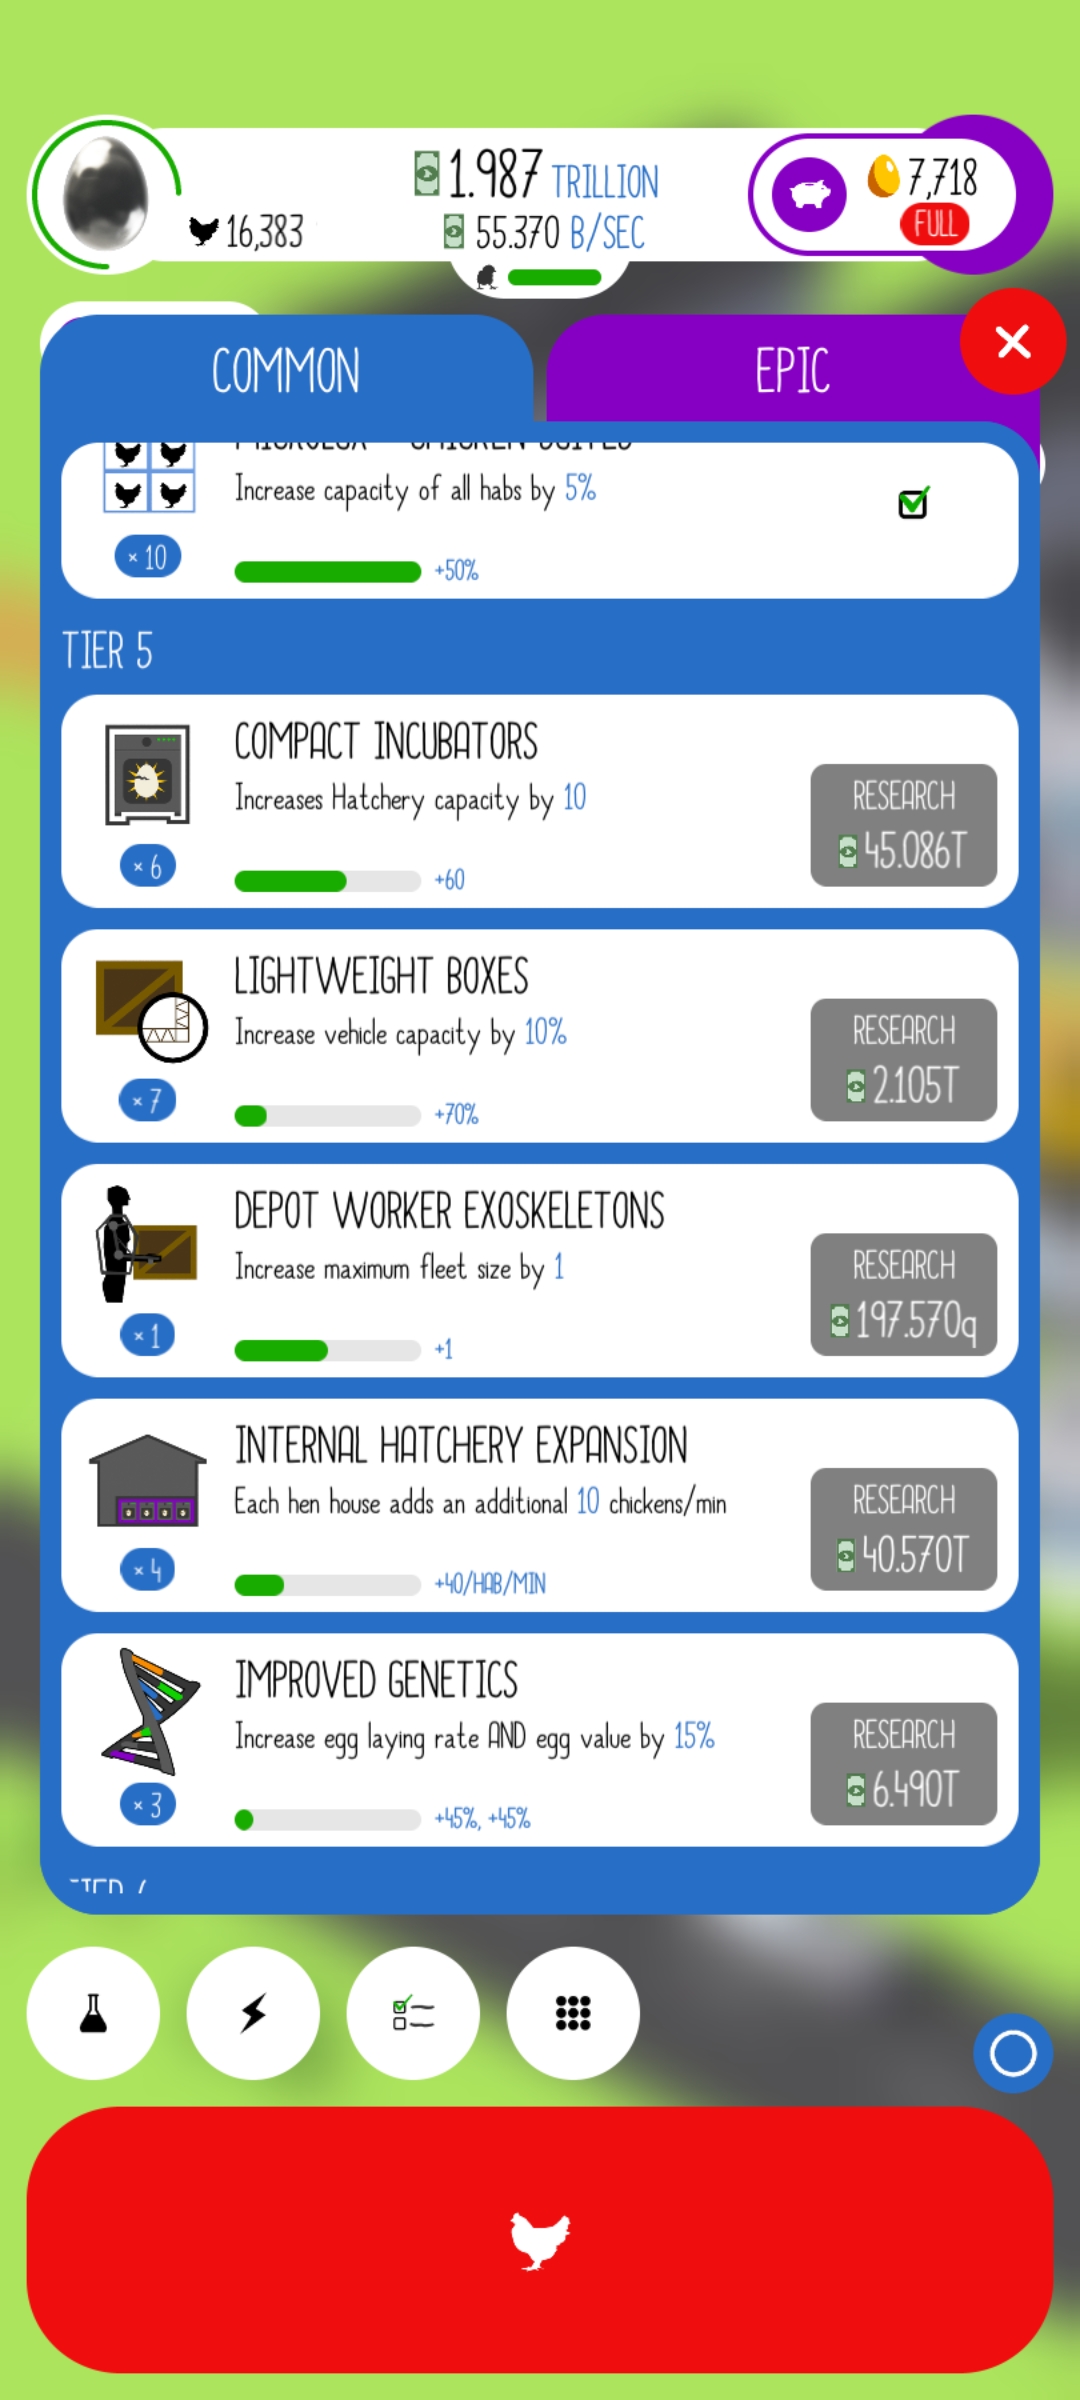 1.987 TRILLION
16,383
55.370 B/SEC
7,718
FULL
COMMON
EPIC
Increase capacity of all habs by 5%
× 10
+50%
TIER 5
COMPACT INCUBATORS
Increases Hatchery capacity by 10
RESEARCH
45.086T
× 6
+60
LIGHTWEIGHT BOXES
Increase vehicle capacity by 10%
RESEARCH
2.105T
× 7
+70%
DEPOT WORKER EXOSKELETONS
Increase maximum fleet size by 1
RESEARCH
197.570q
× 1
+1
INTERNAL HATCHERY EXPANSION
Each hen house adds an additional 10 chickens/min
RESEARCH
40.570T
× 4
+40/HAB/MIN
IMPROVED GENETICS
Increase egg laying rate AND egg value by 15%
RESEARCH
6.490T
× 3
+45%, +45%